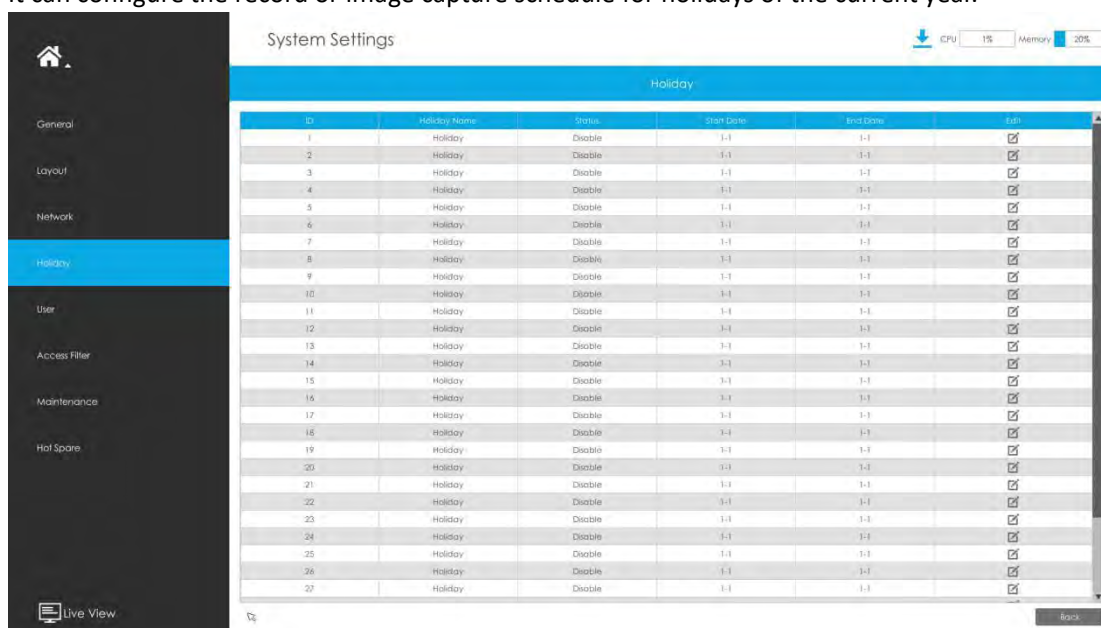 It can configure the record or image capture schedule for holidays of the current year.
System Settings
CPU 1% Memory 20%
Holiday
General
Layout
Network
Holiday
User
Access Filter
Maintenance
Hot Spare
Live View
ID Holiday Name Status Start Date End Date Edit
1 Holiday Disable 1-1 1-1
2 Holiday Disable 1-1 1-1
3 Holiday Disable 1-1 1-1
4 Holiday Disable 1-1 1-1
5 Holiday Disable 1-1 1-1
6 Holiday Disable 1-1 1-1
7 Holiday Disable 1-1 1-1
8 Holiday Disable 1-1 1-1
9 Holiday Disable 1-1 1-1
10 Holiday Disable 1-1 1-1
11 Holiday Disable 1-1 1-1
12 Holiday Disable 1-1 1-1
13 Holiday Disable 1-1 1-1
14 Holiday Disable 1-1 1-1
15 Holiday Disable 1-1 1-1
16 Holiday Disable 1-1 1-1
17 Holiday Disable 1-1 1-1
18 Holiday Disable 1-1 1-1
19 Holiday Disable 1-1 1-1
20 Holiday Disable 1-1 1-1
21 Holiday Disable 1-1 1-1
22 Holiday Disable 1-1 1-1
23 Holiday Disable 1-1 1-1
24 Holiday Disable 1-1 1-1
25 Holiday Disable 1-1 1-1
26 Holiday Disable 1-1 1-1
27 Holiday Disable 1-1 1-1
Back